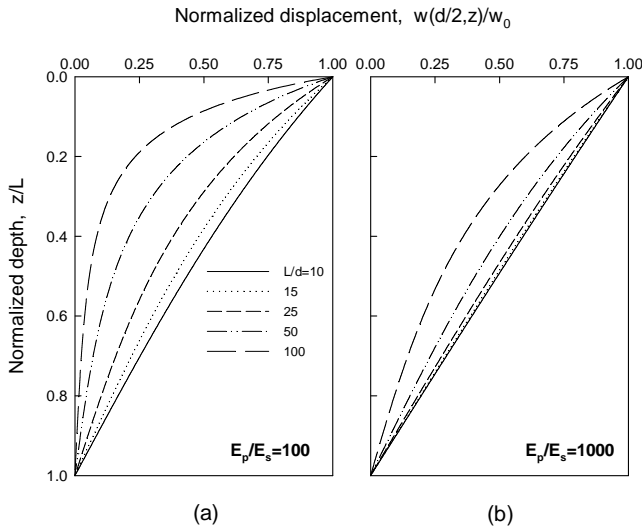 Normalized displacement, w(d/2,z)/w0
0.00 0.25 0.50 0.75 1.00
0.00 0.25 0.50 0.75 1.00
Normalized depth, z/L
0.0
0.2
0.4
0.6
0.8
1.0
L/d=10
15
25
50
100
Ep/Es=100
Ep/Es=1000
(a)
(b)